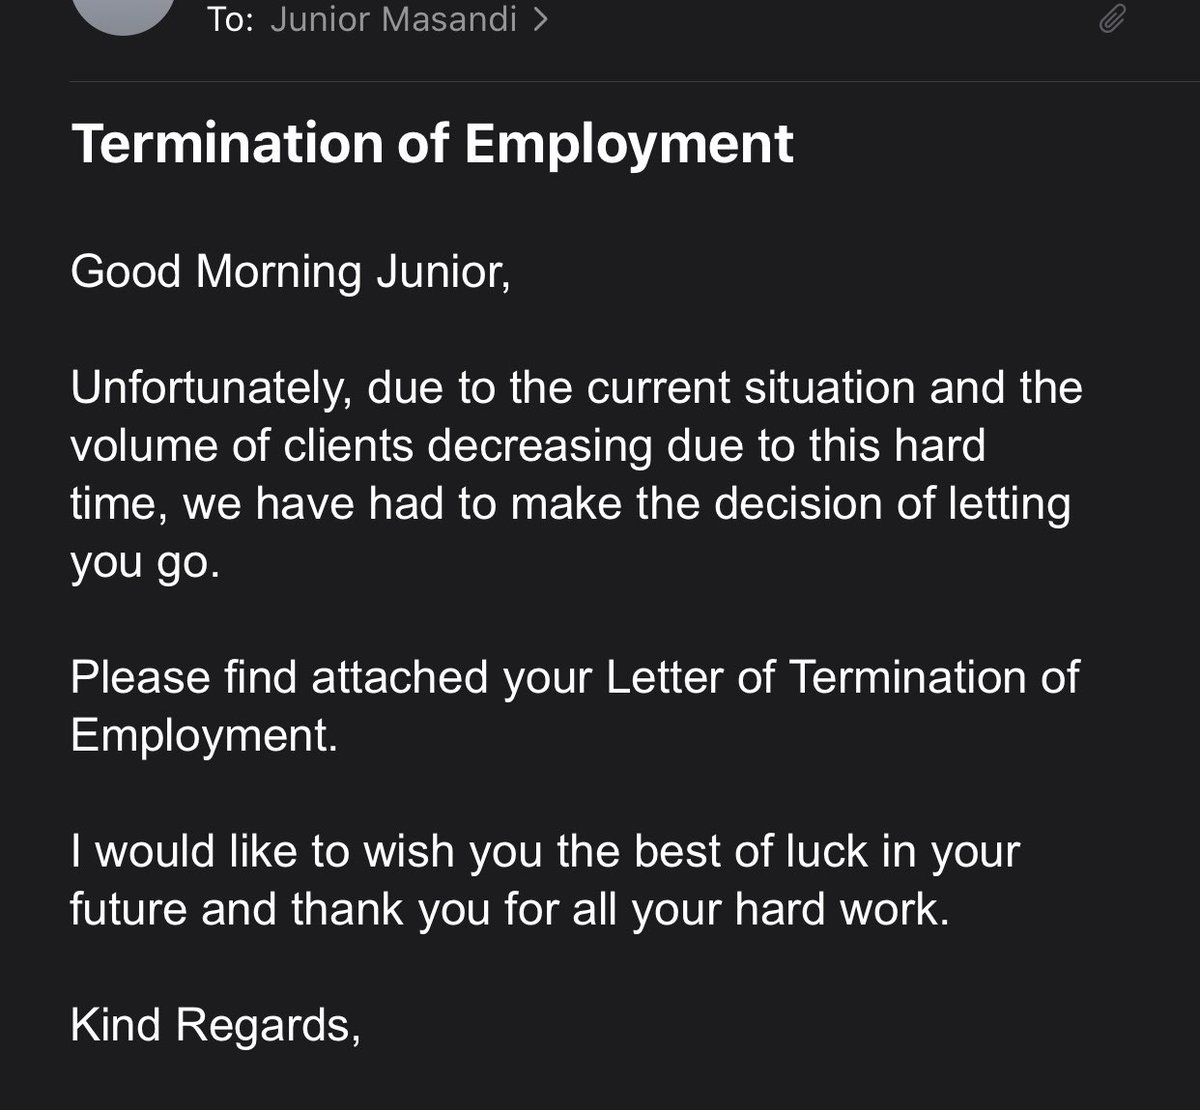 To: Junior Masandi >
Termination of Employment
Good Morning Junior,
Unfortunately, due to the current situation and the
volume of clients decreasing due to this hard
time, we have had to make the decision of letting
you go.
Please find attached your Letter of Termination of
Employment.
I would like to wish you the best of luck in your
future and thank you for all your hard work.
Kind Regards,